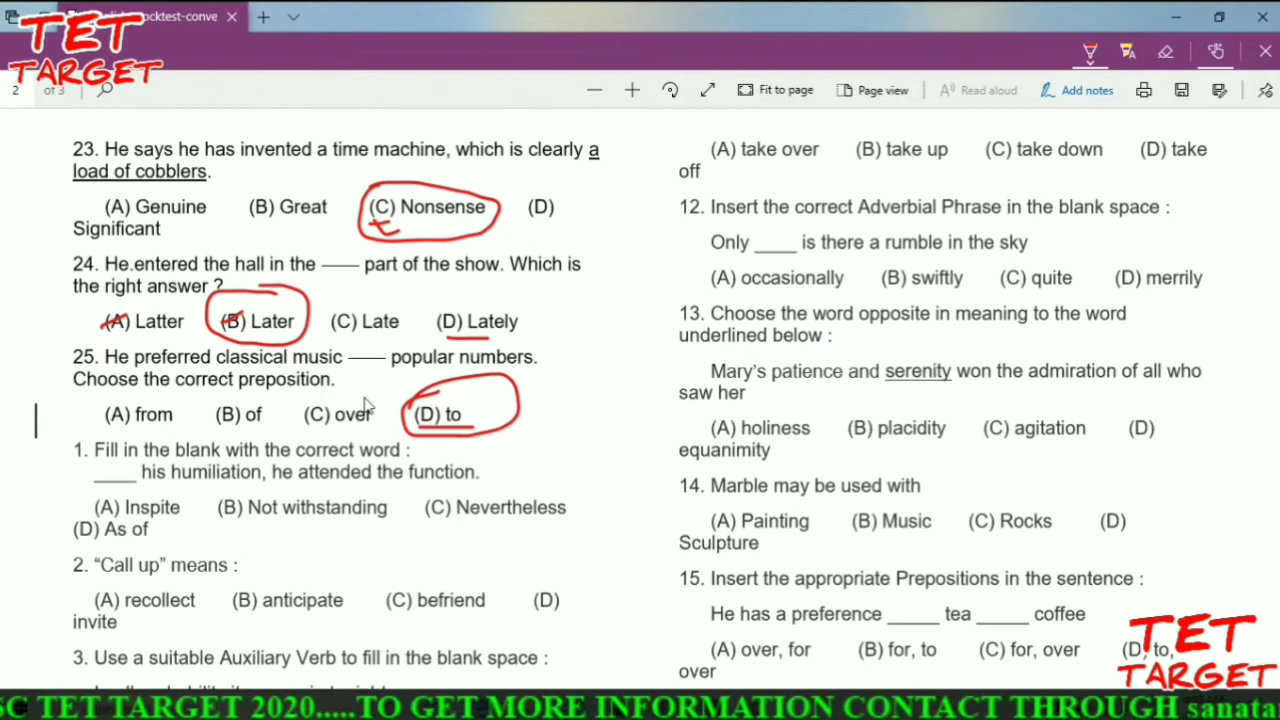 TET
TARGET
ocktest-conve
2
of 3
Fit to page
Page view
Read aloud
Add notes
23. He says he has invented a time machine, which is clearly a
load of cobblers.
(A) Genuine (B) Great (C) Nonsense (D)
Significant
24. He.entered the hall in the —— part of the show. Which is
the right answer ?
(A) Latter (B) Later (C) Late (D) Lately
25. He preferred classical music —— popular numbers.
Choose the correct preposition.
(A) from (B) of (C) over (D) to
1. Fill in the blank with the correct word :
____ his humiliation, he attended the function.
(A) Inspite (B) Not withstanding (C) Nevertheless
(D) As of
2. “Call up” means :
(A) recollect (B) anticipate (C) befriend (D)
invite
3. Use a suitable Auxiliary Verb to fill in the blank space :
(A) take over (B) take up (C) take down (D) take
off
12. Insert the correct Adverbial Phrase in the blank space :
Only ____ is there a rumble in the sky
(A) occasionally (B) swiftly (C) quite (D) merrily
13. Choose the word opposite in meaning to the word
underlined below :
Mary’s patience and serenity won the admiration of all who
saw her
(A) holiness (B) placidity (C) agitation (D)
equanimity
14. Marble may be used with
(A) Painting (B) Music (C) Rocks (D)
Sculpture
15. Insert the appropriate Prepositions in the sentence :
He has a preference _____ tea _____ coffee
(A) over, for (B) for, to (C) for, over (D) to,
over
TET
TARGET
SC TET TARGET 2020.....TO GET MORE INFORMATION CONTACT THROUGH sanata